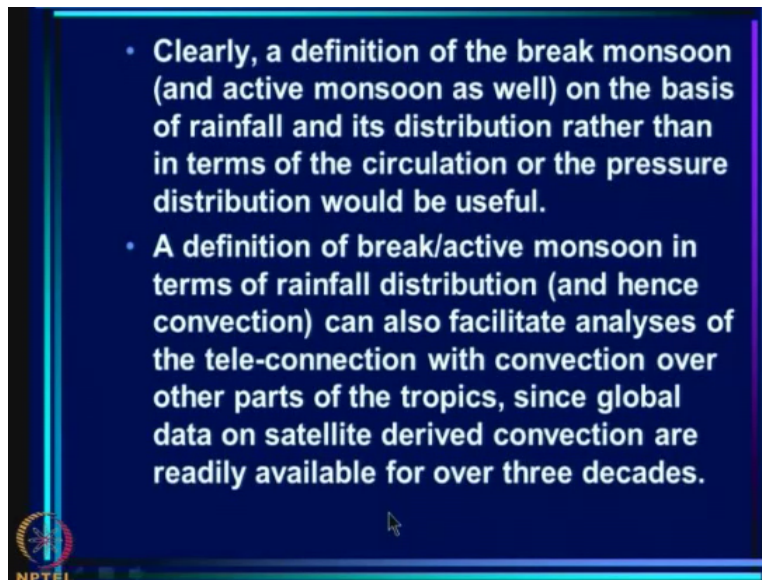 • Clearly, a definition of the break monsoon
(and active monsoon as well) on the basis
of rainfall and its distribution rather than
in terms of the circulation or the pressure
distribution would be useful.
• A definition of break/active monsoon in
terms of rainfall distribution (and hence
convection) can also facilitate analyses of
the tele-connection with convection over
other parts of the tropics, since global
data on satellite derived convection are
readily available for over three decades.
NPTEL